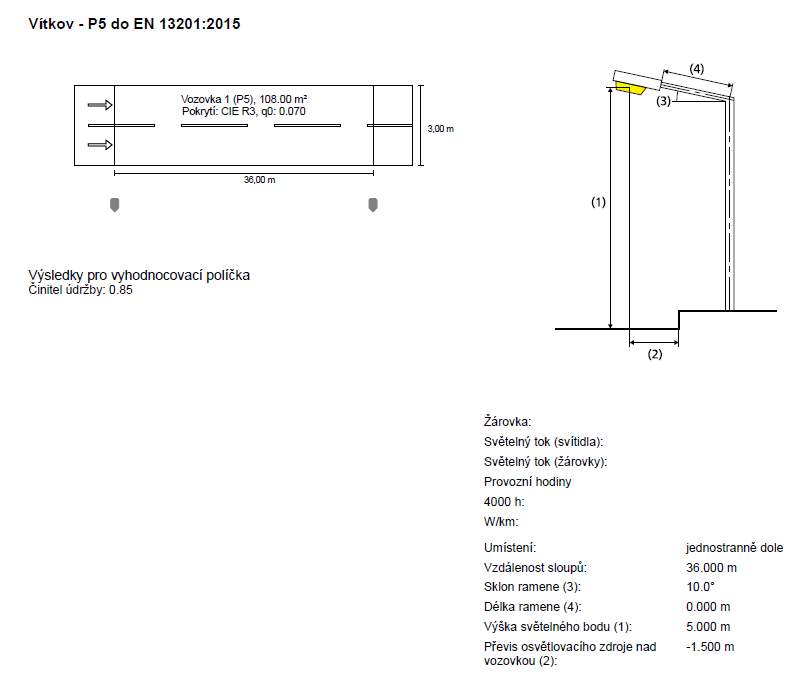 Vítkov - P5 do EN 13201:2015
Vozovka 1 (P5), 108.00 m²
Pokrytí: CIE R3, q0: 0.070
3,00 m
36,00 m
(4)
(3)
(1)
(2)
Výsledky pro vyhodnocovací políčka
Činitel údržby: 0.85
Žárovka:
Světelný tok (svítidla):
Světelný tok (žárovky):
Provozní hodiny
4000 h:
W/km:
Umístení: jednostranně dole
Vzdálenost sloupů: 36.000 m
Sklon ramene (3): 10.0°
Délka ramene (4): 0.000 m
Výška světelného bodu (1): 5.000 m
Převis osvětlovacího zdroje nad -1.500 m
vozovkou (2):